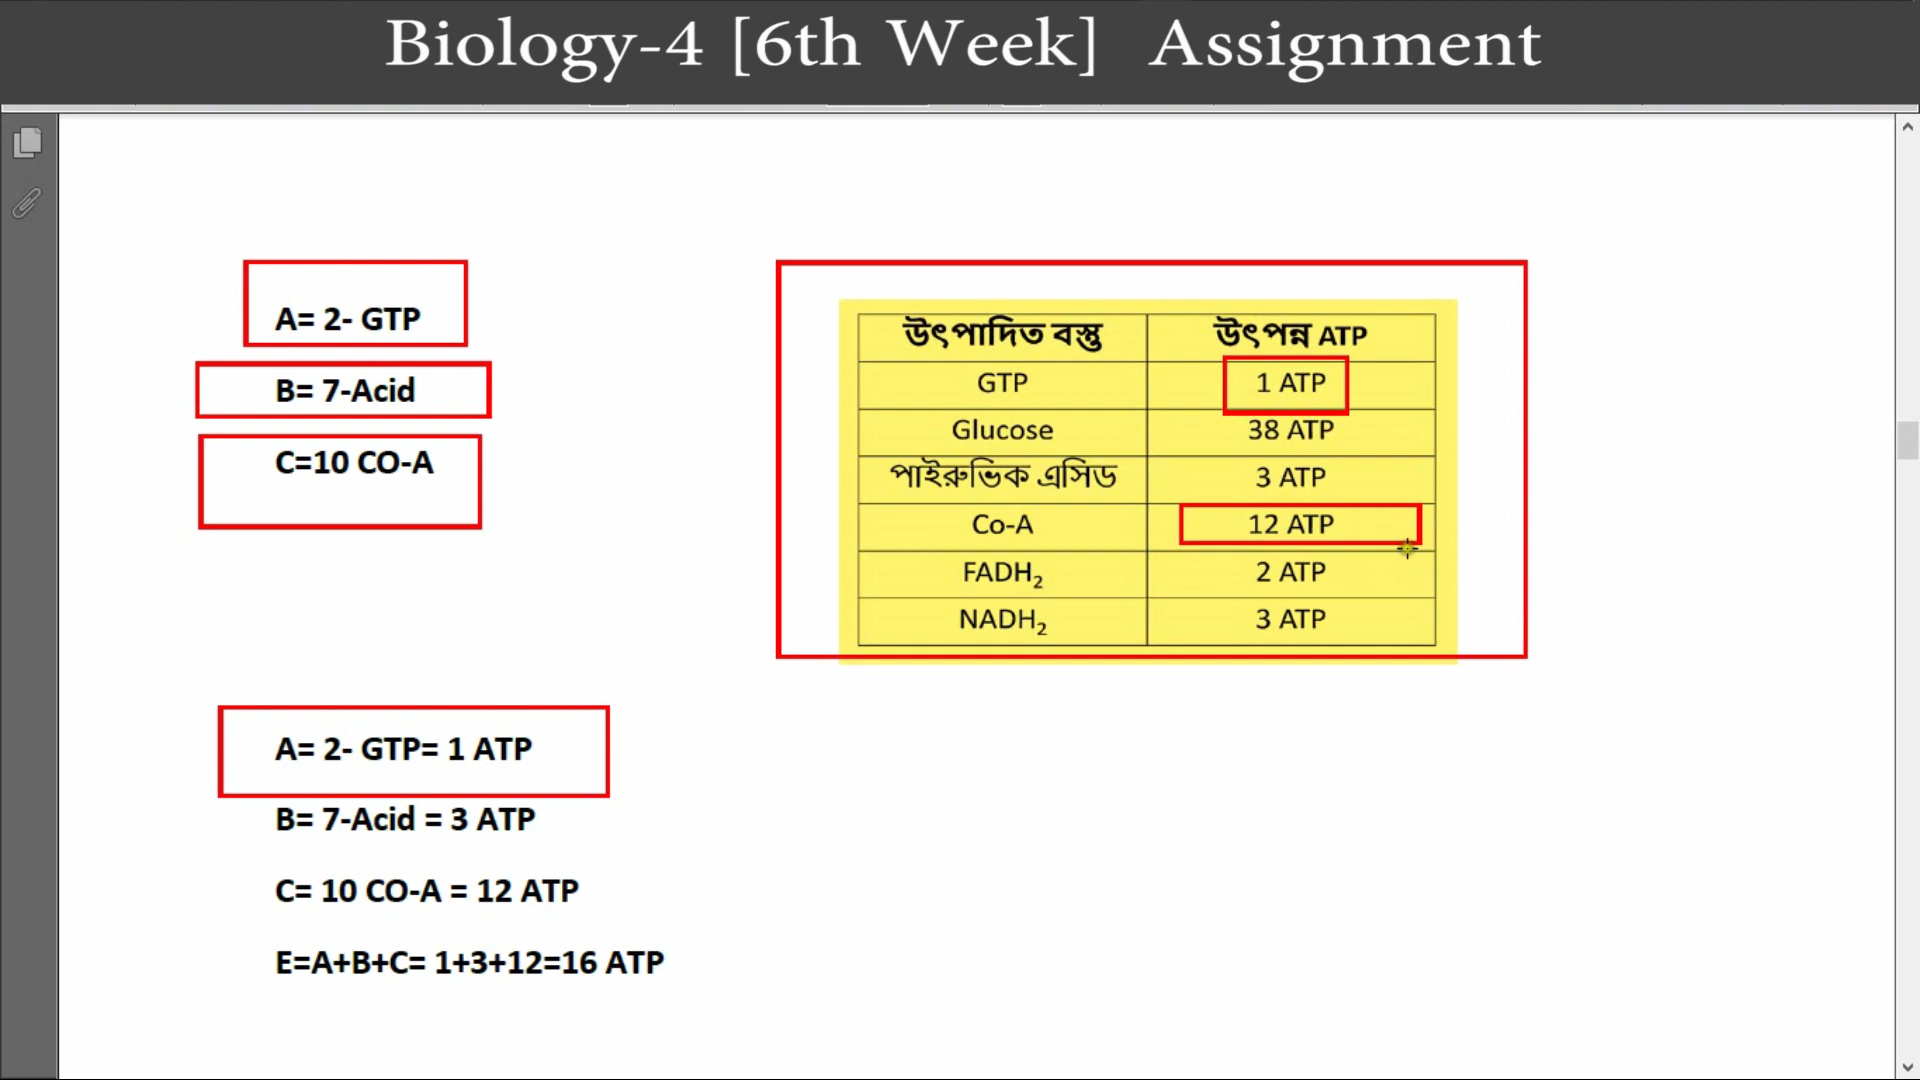 Biology-4 [6th Week] Assignment
A= 2- GTP
B= 7-Acid
C=10 CO-A
উৎপাদিত বস্তু উৎপন্ন ATP
GTP 1 ATP
Glucose 38 ATP
পাইরুভিক এসিড 3 ATP
Co-A 12 ATP
FADH₂ 2 ATP
NADH₂ 3 ATP
A= 2- GTP= 1 ATP
B= 7-Acid = 3 ATP
C= 10 CO-A = 12 ATP
E=A+B+C= 1+3+12=16 ATP